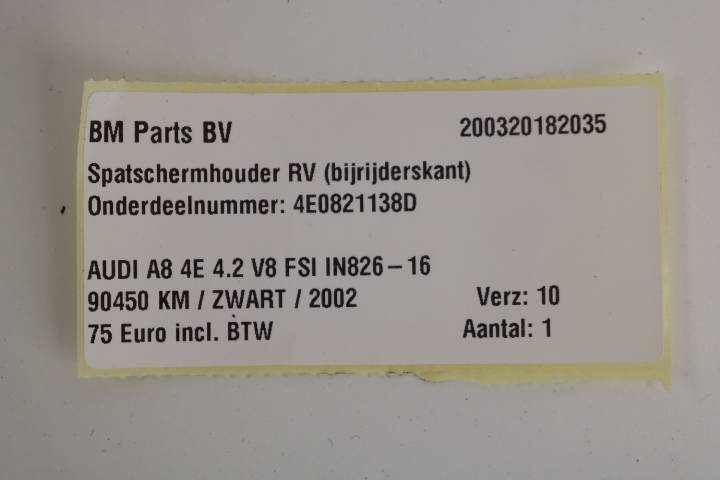 BM Parts BV 200320182035
Spatschermhouder RV (bijrijderskant)
Onderdeelnummer: 4E0821138D
AUDI A8 4E 4.2 V8 FSI IN826-16
90450 KM / ZWART / 2002 Verz: 10
75 Euro incl. BTW Aantal: 1